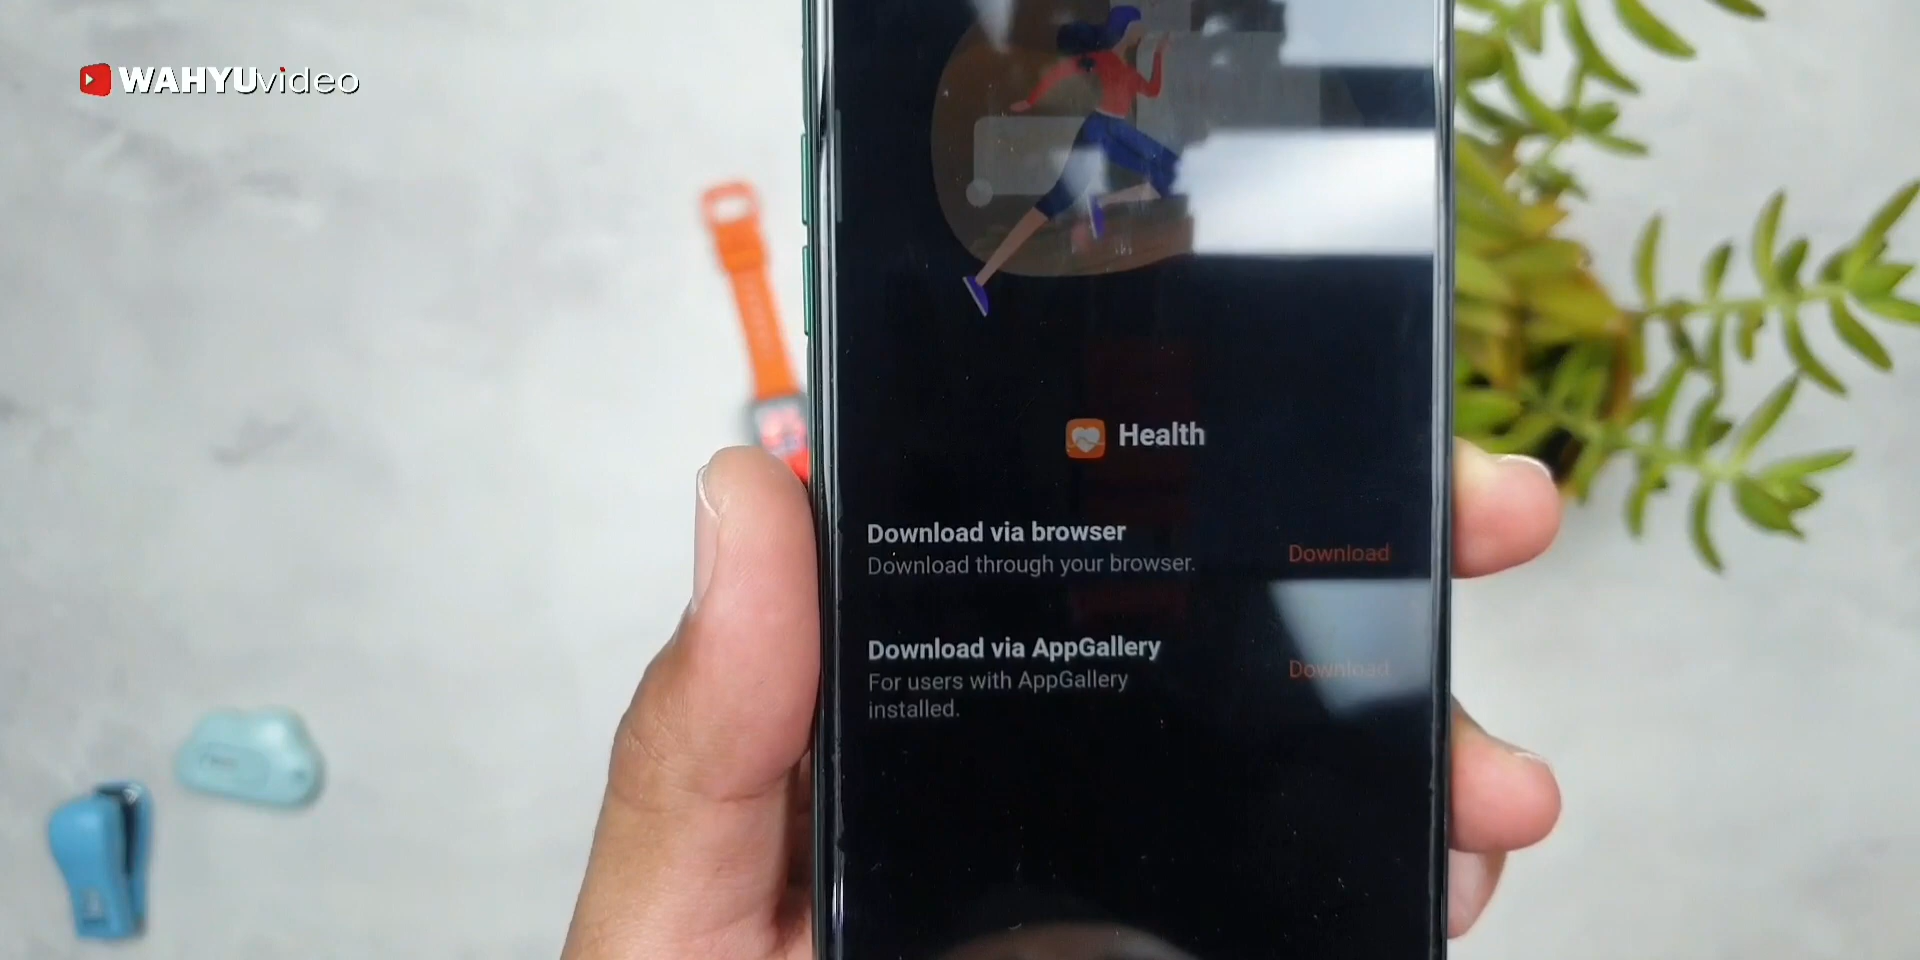 WAHYUvideo
Health
Download via browser
Download through your browser.
Download
Download via AppGallery
For users with AppGallery
installed.
Download